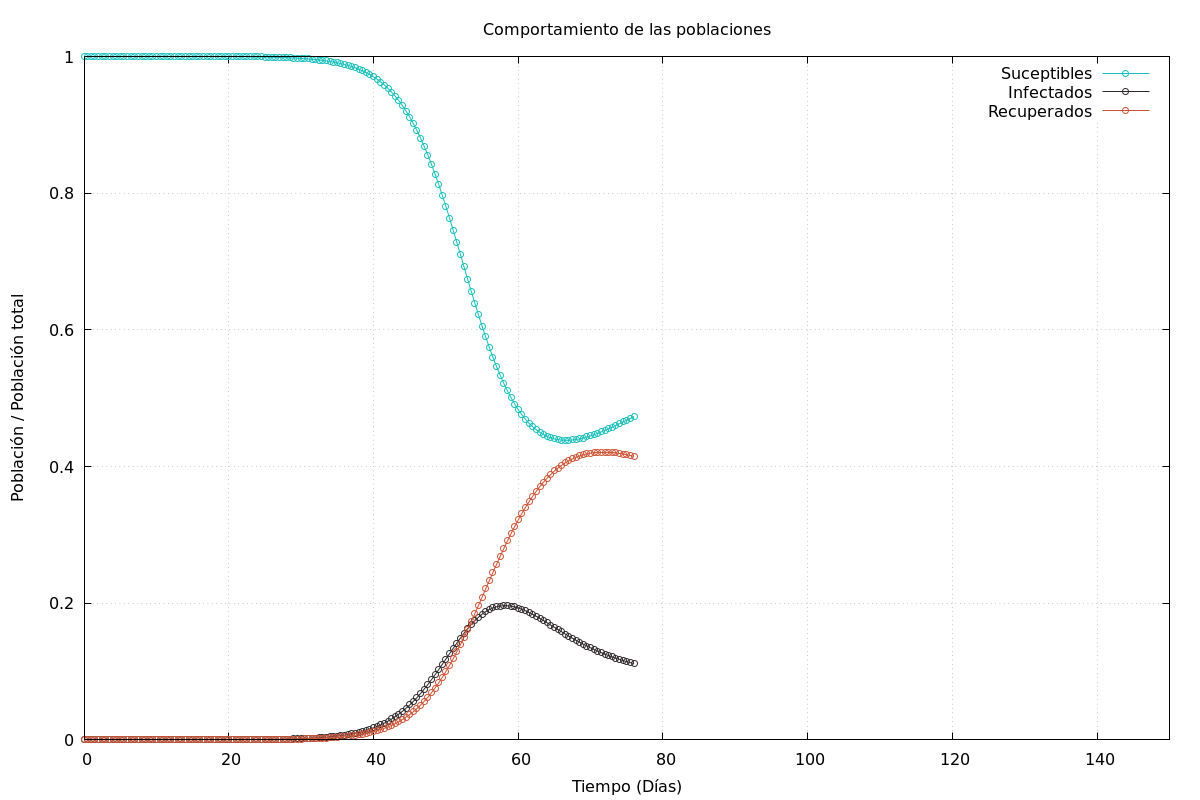 Comportamiento de las poblaciones
Suceptibles
Infectados
Recuperados
1
0.8
0.6
0.4
0.2
0
Población / Población total
0 20 40 60 80 100 120 140
Tiempo (Días)